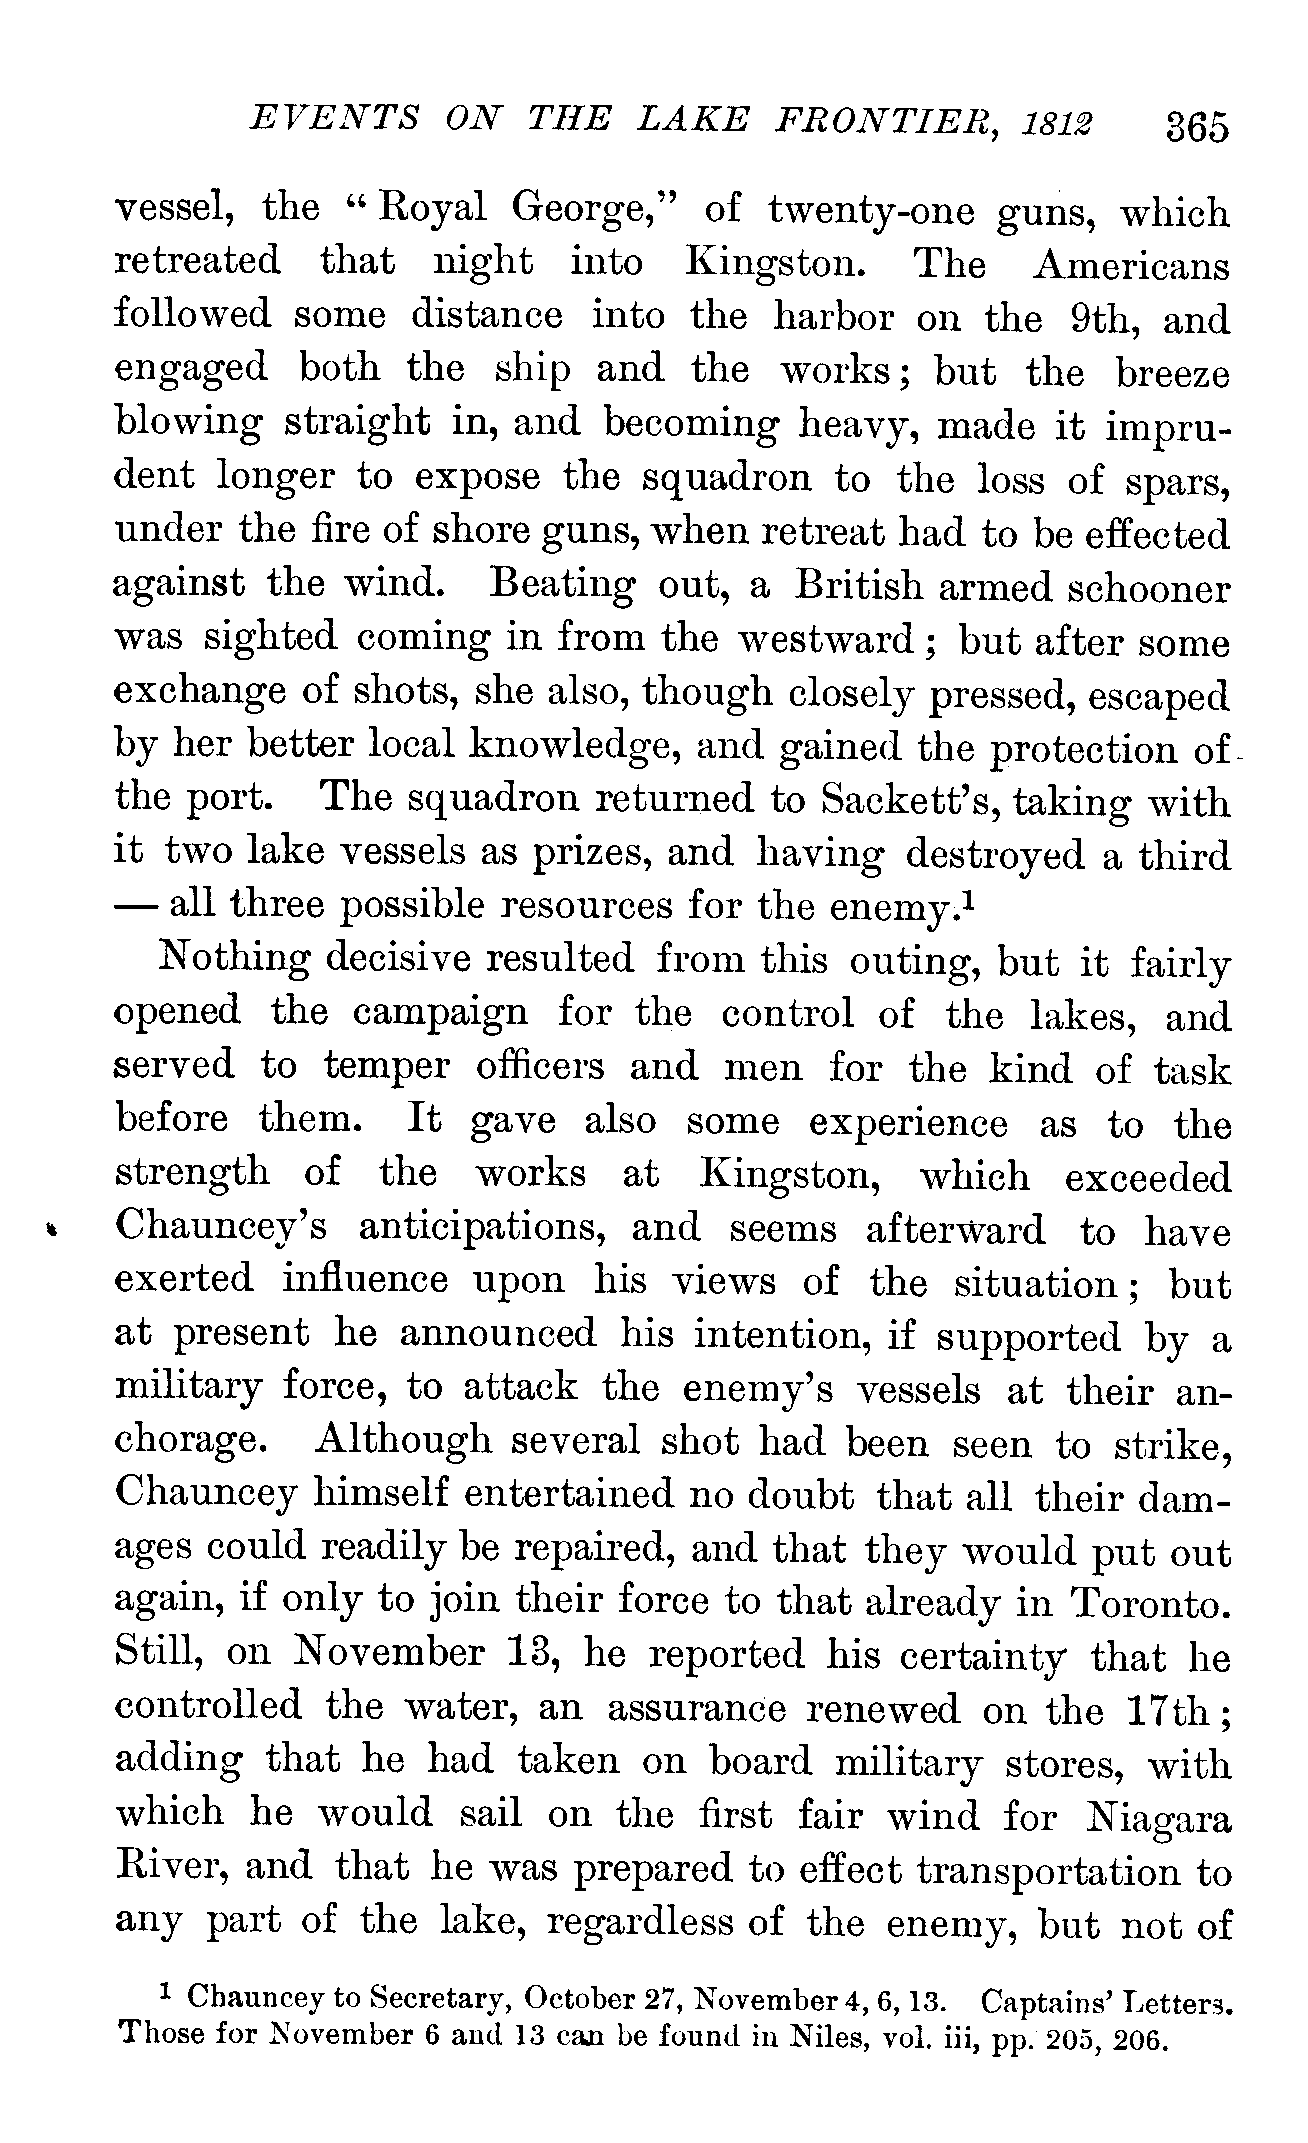 EVENTS ON THE LAKE FRONTIER, 1812 365
vessel, the “Royal George,” of twenty-one guns, which
retreated that night into Kingston. The Americans
followed some distance into the harbor on the 9th, and
engaged both the ship and the works; but the breeze
blowing straight in, and becoming heavy, made it impru-
dent longer to expose the squadron to the loss of spars,
under the fire of shore guns, when retreat had to be effected
against the wind. Beating out, a British armed schooner
was sighted coming in from the westward; but after some
exchange of shots, she also, though closely pressed, escaped
by her better local knowledge, and gained the protection of
the port. The squadron returned to Sackett’s, taking with
it two lake vessels as prizes, and having destroyed a third
— all three possible resources for the enemy.¹
Nothing decisive resulted from this outing, but it fairly
opened the campaign for the control of the lakes, and
served to temper officers and men for the kind of task
before them. It gave also some experience as to the
strength of the works at Kingston, which exceeded
Chauncey’s anticipations, and seems afterward to have
exerted influence upon his views of the situation; but
at present he announced his intention, if supported by a
military force, to attack the enemy’s vessels at their an-
chorage. Although several shot had been seen to strike,
Chauncey himself entertained no doubt that all their dam-
ages could readily be repaired, and that they would put out
again, if only to join their force to that already in Toronto.
Still, on November 13, he reported his certainty that he
controlled the water, an assurance renewed on the 17th;
adding that he had taken on board military stores, with
which he would sail on the first fair wind for Niagara
River, and that he was prepared to effect transportation to
any part of the lake, regardless of the enemy, but not of
¹ Chauncey to Secretary, October 27, November 4, 6, 13. Captains’ Letters.
Those for November 6 and 13 can be found in Niles, vol. iii, pp. 205, 206.